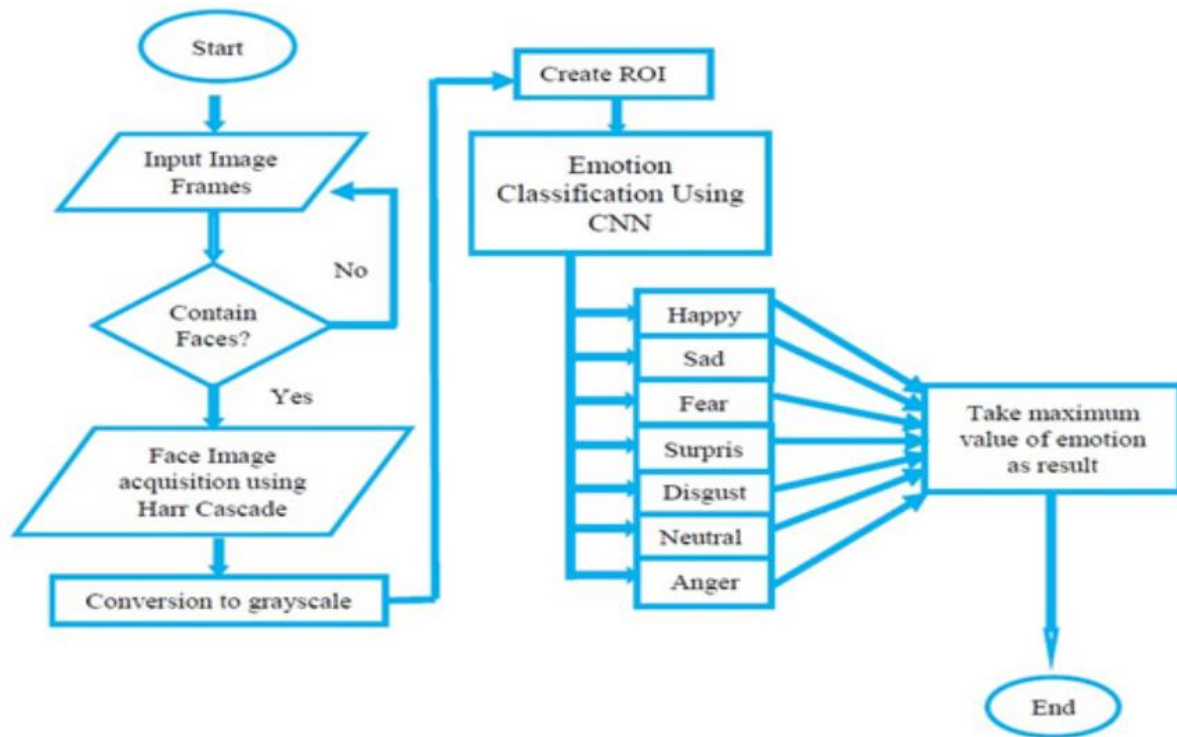 Start
Input Image
Frames
No
Contain
Faces?
Yes
Face Image
acquisition using
Harr Cascade
Conversion to grayscale
Create ROI
Emotion
Classification Using
CNN
Happy
Sad
Fear
Surpris
Disgust
Neutral
Anger
Take maximum
value of emotion
as result
End